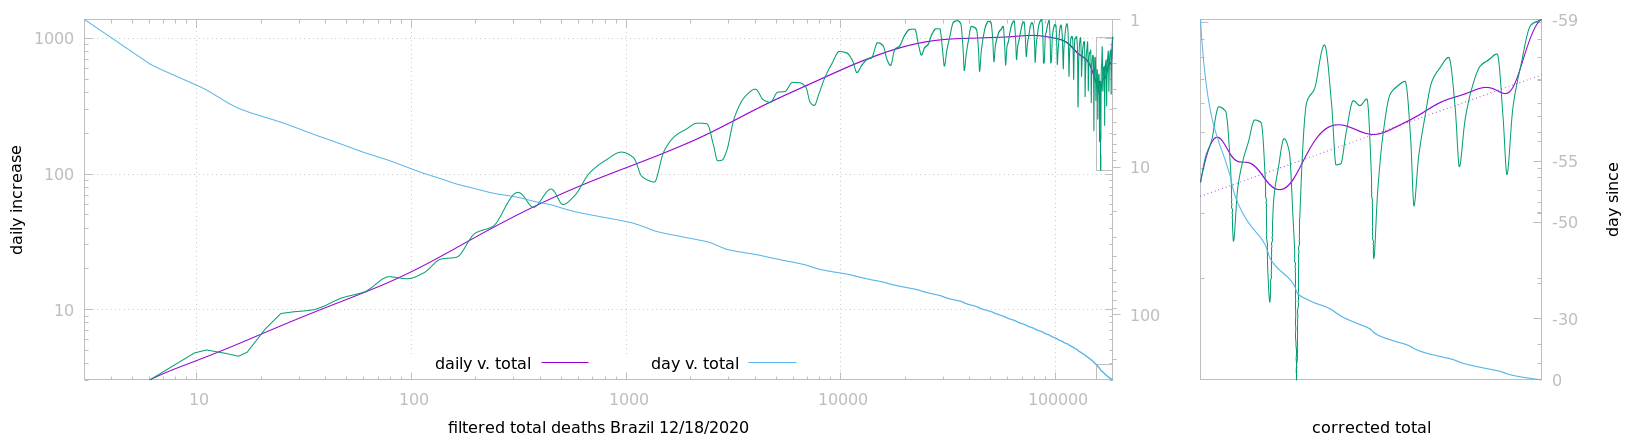 1000
100
10
daily increase
10
100
1000
10000
100000
filtered total deaths Brazil 12/18/2020
daily v. total
day v. total
1
10
100
-59
-55
-50
-30
0
day since
corrected total